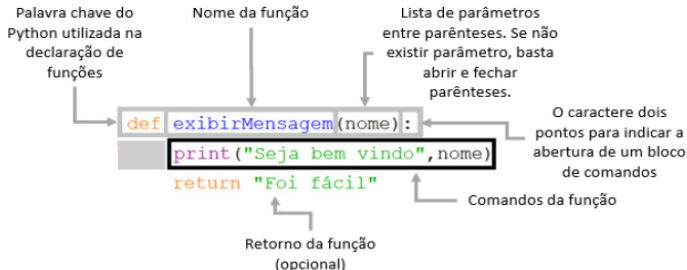 Palavra chave do
Python utilizada na
declaração de
funções
Nome da função
Lista de parâmetros
entre parênteses. Se não
existir parâmetro, basta
abrir e fechar
parênteses.
def exibirMensagem(nome):
print("Seja bem vindo",nome)
return "Foi fácil"
O caractere dois
pontos para indicar a
abertura de um bloco
de comandos
Comandos da função
Retorno da função
(opcional)